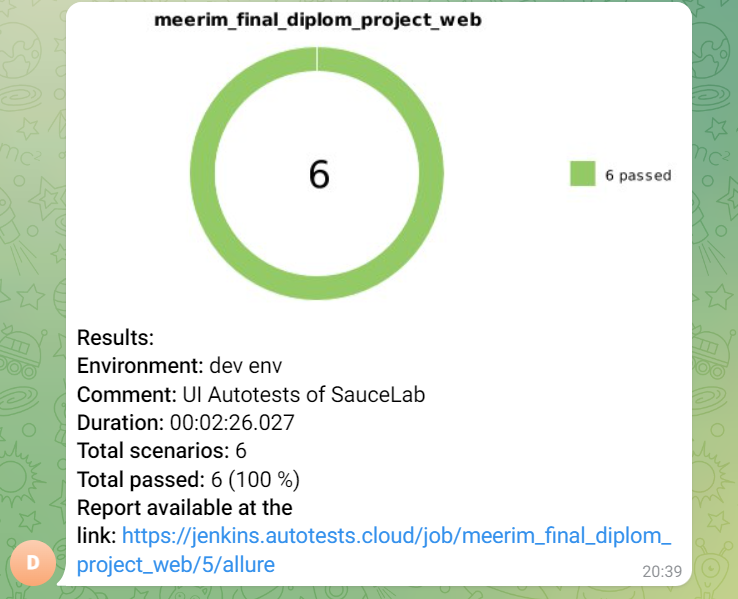 meerim_final_diplom_project_web
6
6 passed
Results:
Environment: dev env
Comment: UI Autotests of SauceLab
Duration: 00:02:26.027
Total scenarios: 6
Total passed: 6 (100 %)
Report available at the
link: https://jenkins.autotests.cloud/job/meerim_final_diplom_
project_web/5/allure
D
20:39